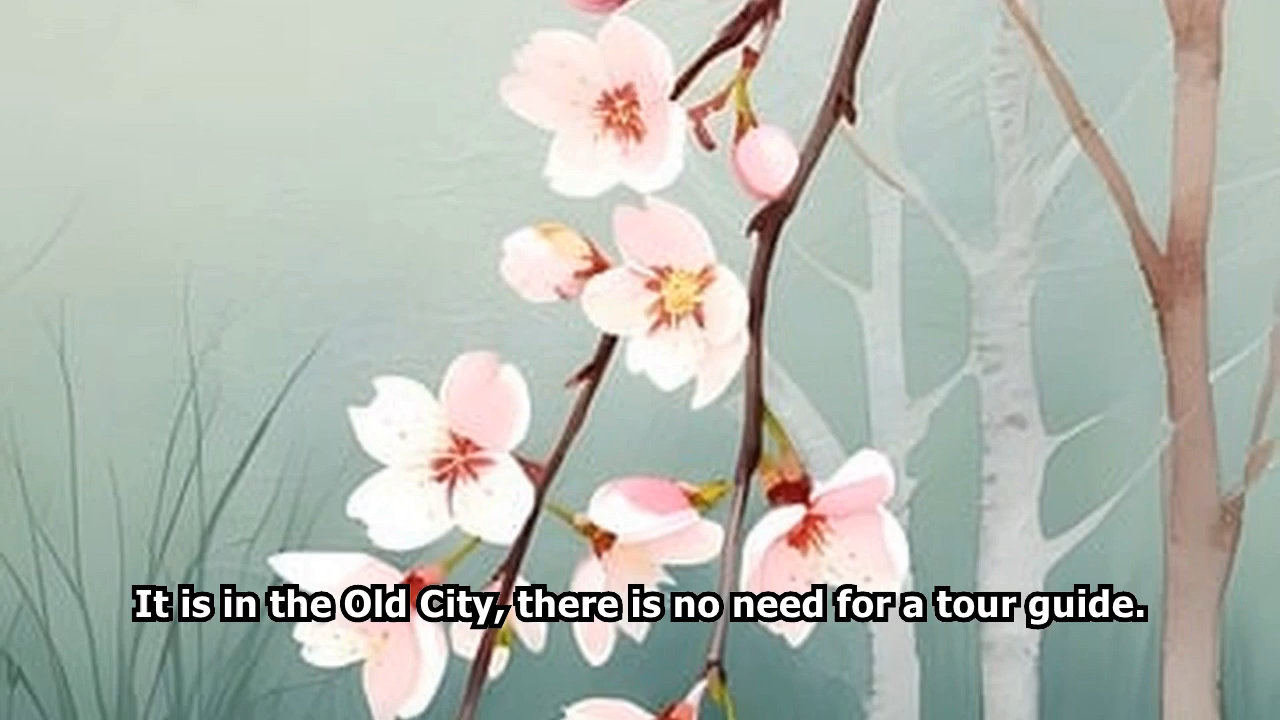 It is in the Old City, there is no need for a tour guide.